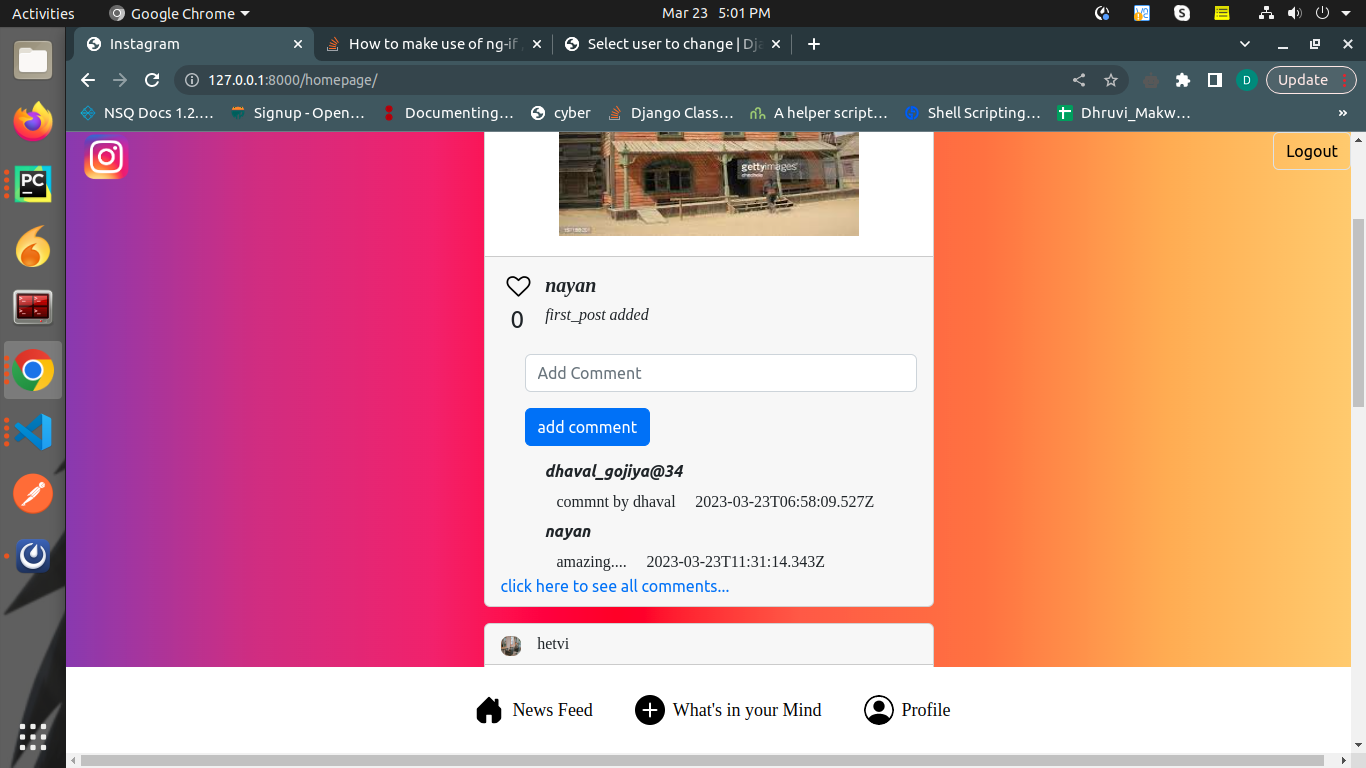 Activities Google Chrome Mar 23 5:01 PM
Instagram How to make use of ng-if Select user to change | Dja
127.0.0.1:8000/homepage/ D Update
NSQ Docs 1.2.... Signup - Open... Documenting... cyber Django Class... A helper script... Shell Scripting... Dhruvi_Makw... »
Logout
gettyimages
nayan
0 first_post added
Add Comment
add comment
dhaval_gojiya@34
commnt by dhaval 2023-03-23T06:58:09.527Z
nayan
amazing.... 2023-03-23T11:31:14.343Z
click here to see all comments...
hetvi
News Feed What's in your Mind Profile
PC